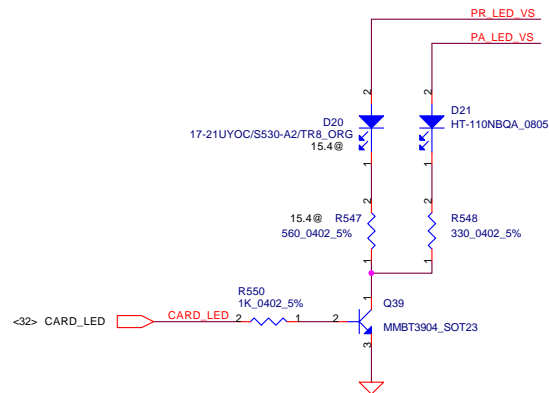 PR_LED_VS
PA_LED_VS
2
2
D20
17-21UYOC/S530-A2/TR8_ORG
15.4@
D21
HT-110NBQA_0805
1
1
2
2
15.4@ R547
560_0402_5%
R548
330_0402_5%
1
1
R550
1K_0402_5%
<32> CARD_LED
CARD_LED
2
1
2
1
Q39
MMBT3904_SOT23
3